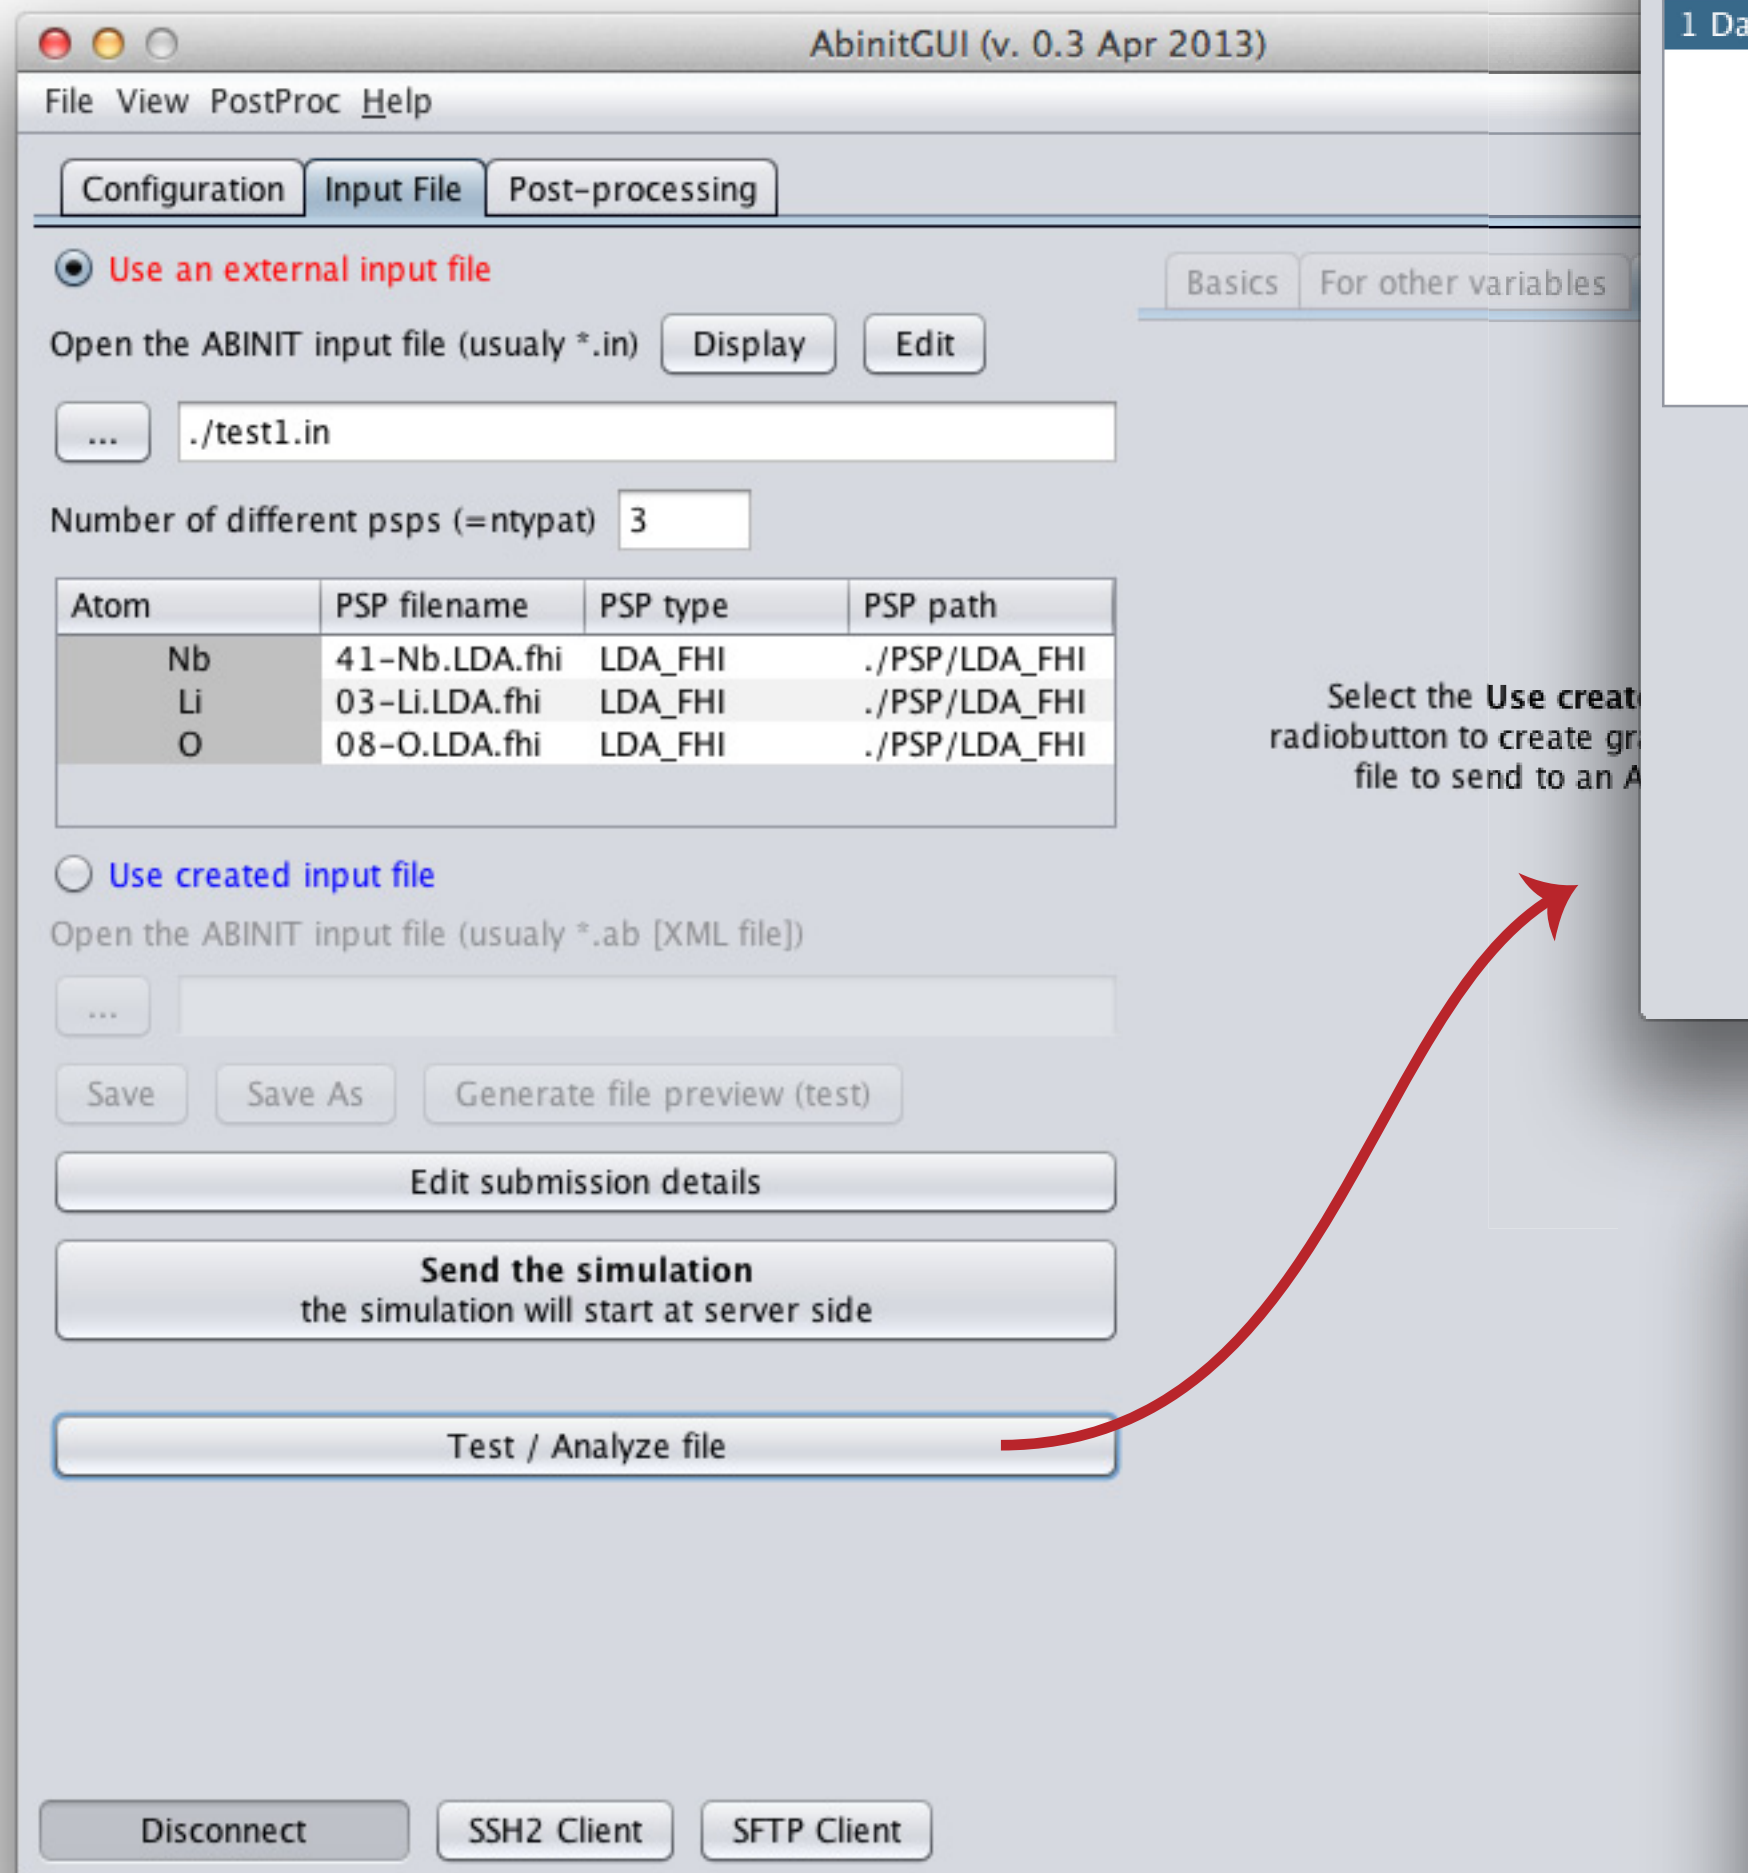 AbinitGUI (v. 0.3 Apr 2013)
File View PostProc Help
Configuration Input File Post-processing
Use an external input file
Open the ABINIT input file (usualy *.in) Display Edit
... ./test1.in
Number of different psps (=ntypat) 3
Atom PSP filename PSP type PSP path
Nb 41-Nb.LDA.fhi LDA_FHI ./PSP/LDA_FHI
Li 03-Li.LDA.fhi LDA_FHI ./PSP/LDA_FHI
O 08-O.LDA.fhi LDA_FHI ./PSP/LDA_FHI
Use created input file
Open the ABINIT input file (usualy *.ab [XML file])
...
Save Save As Generate file preview (test)
Edit submission details
Send the simulation
the simulation will start at server side
Test / Analyze file
Disconnect SSH2 Client SFTP Client
Basics For other variables
Select the Use
radiobutton to create
file to send to an
1